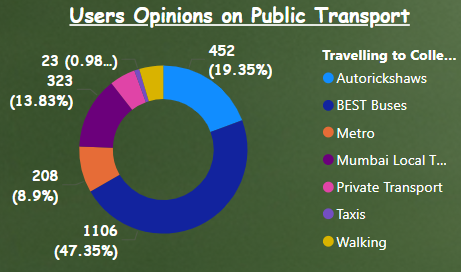 Users Opinions on Public Transport
452
(19.35%)
23 (0.98...)
323
(13.83%)
208
(8.9%)
1106
(47.35%)
Travelling to Colle...
Autorickshaws
BEST Buses
Metro
Mumbai Local T...
Private Transport
Taxis
Walking